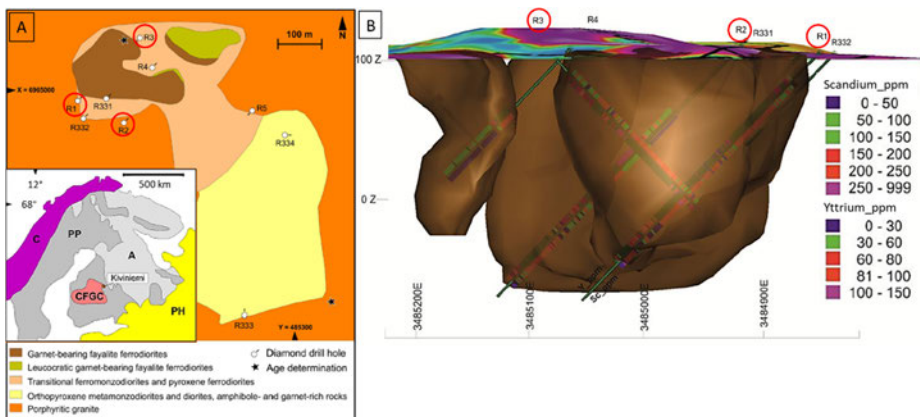 A
R3
R4
100 m
N
X = 6965000
R1
R331
R332
R2
R5
R334
12°
68°
500 km
C
PP
A
Kiviniemi
CFGC
PH
R333
Y = 489300
Garnet-bearing fayalite ferrodiorites
Leucocratic garnet-bearing fayalite ferrodiorites
Transitional ferromonzodiorites and pyroxene ferrodiorites
Orthopyroxene metamonzodiorites and diorites, amphibole- and garnet-rich rocks
Porphyritic granite
Diamond drill hole
Age determination
B
R3
R4
R2
R331
R1
R332
100 Z
0 Z
3485200E
3485100E
3485000E
3484900E
Scandium_ppm
0 - 50
50 - 100
100 - 150
150 - 200
200 - 250
250 - 999
Yttrium_ppm
0 - 30
30 - 60
60 - 80
81 - 100
100 - 150